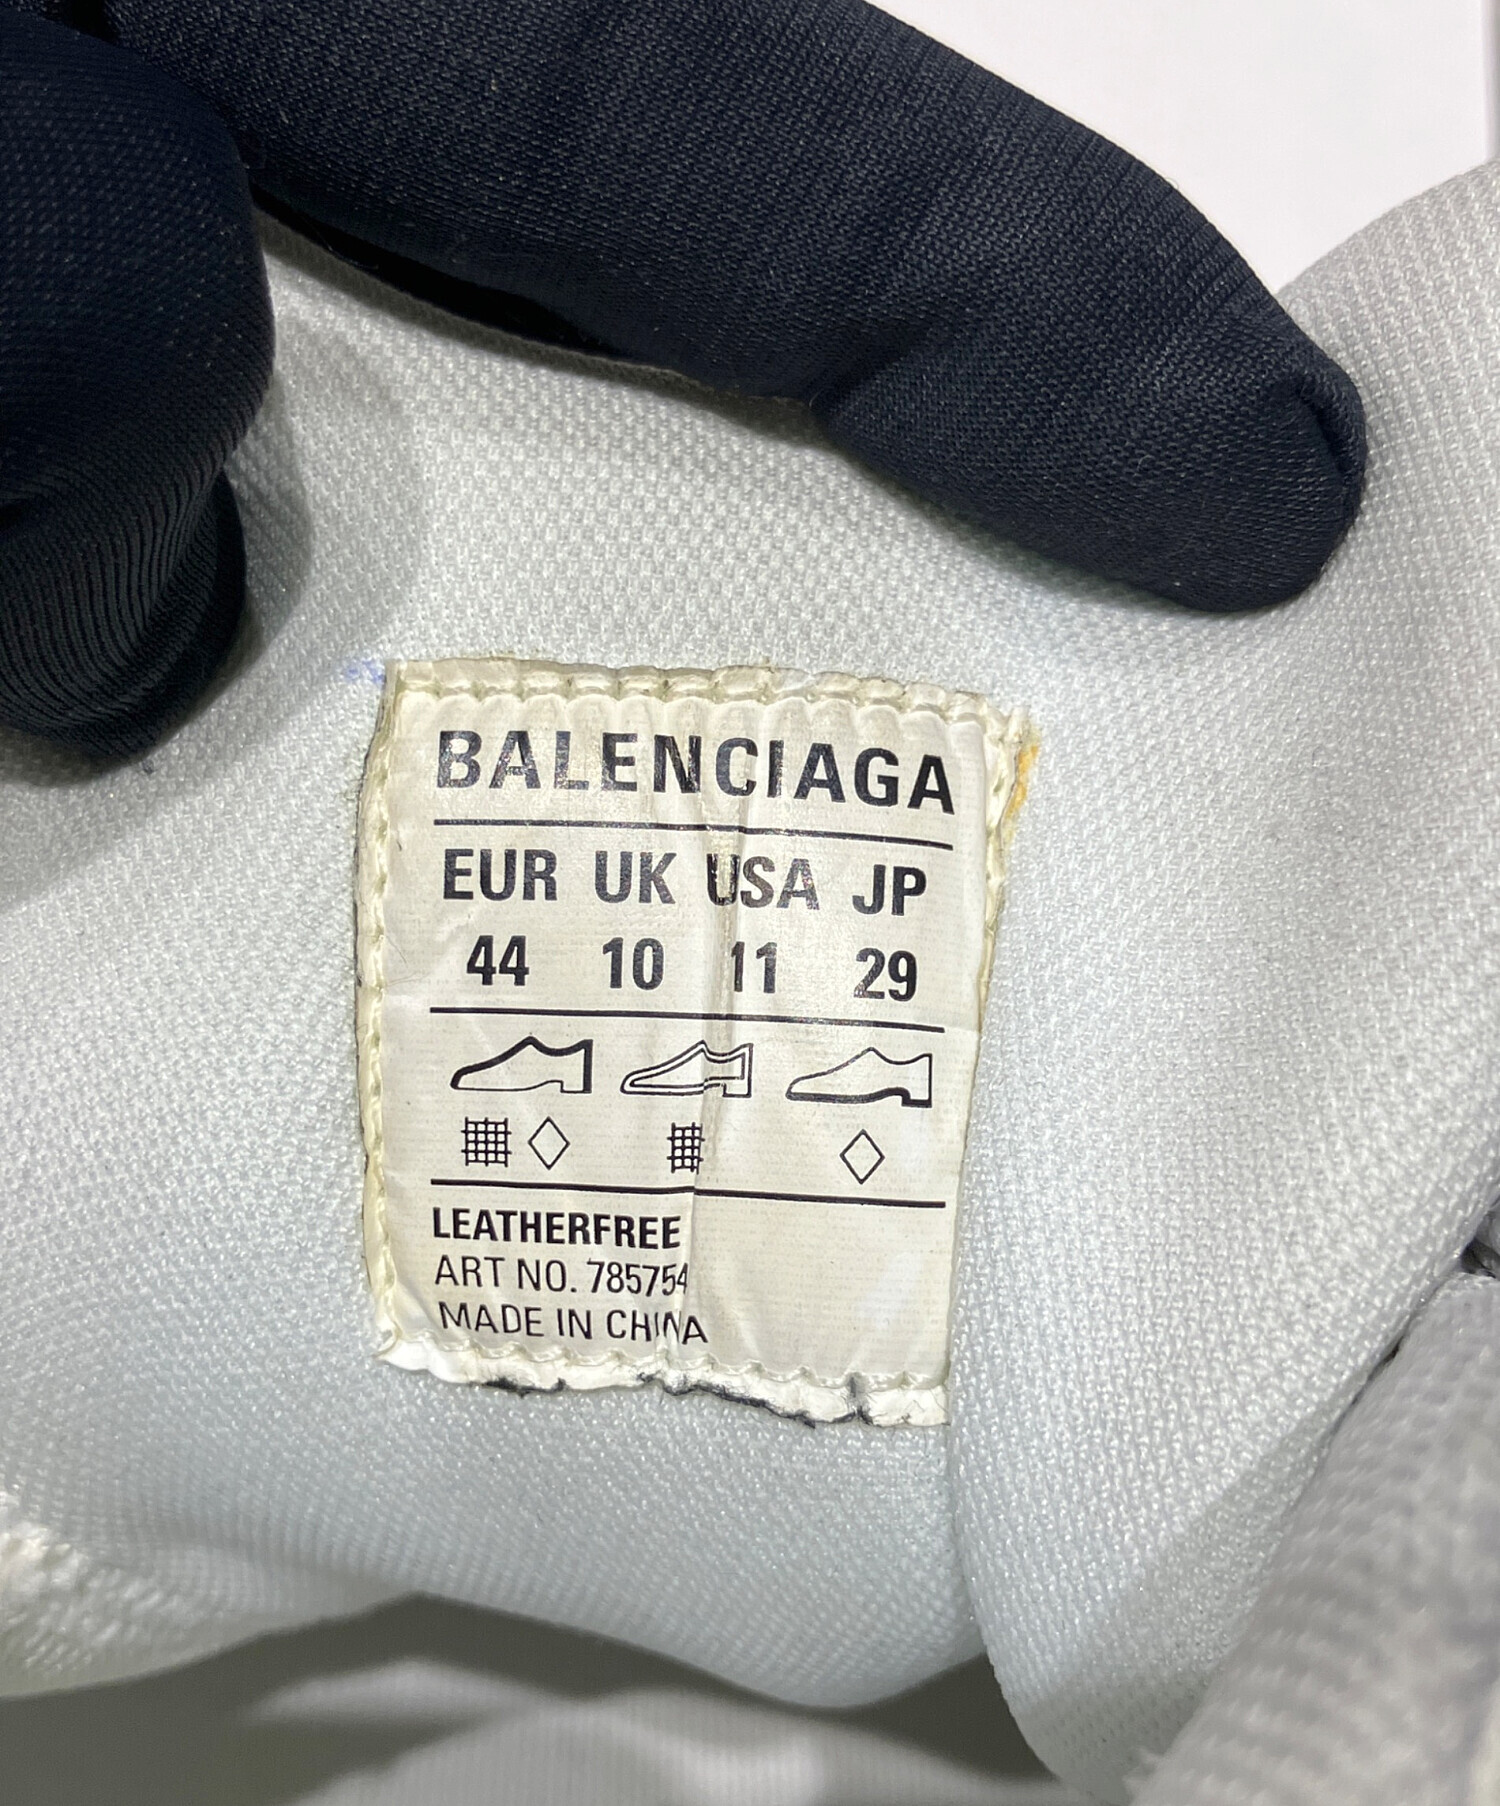 BALENCIAGA
EUR UK USA JP
44 10 11 29
LEATHERFREE
ART NO. 785754
MADE IN CHINA